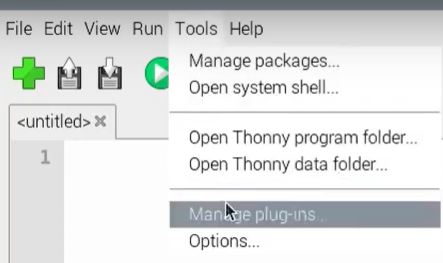 File Edit View Run Tools Help
Manage packages...
Open system shell...
<untitled> ×
Open Thonny program folder...
1
Open Thonny data folder...
Manage plug-ins...
Options...